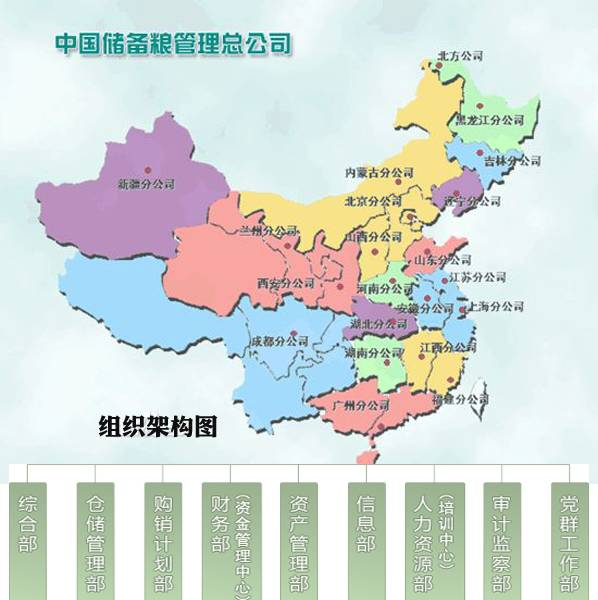 中国储备粮管理总公司
北方公司
黑龙江分公司
吉林分公司
内蒙古分公司
新疆分公司
北京分公司
辽宁分公司
兰州分公司
山西分公司
山东分公司
西安分公司
河南分公司
江苏分公司
安徽分公司
上海分公司
湖北分公司
成都分公司
湖南分公司
江西分公司
福建分公司
广州分公司
组织架构图
综合部
仓储管理部
购销计划部
财务部
(资金管理中心)
资产管理部
信息部
人力资源部
(培训中心)
审计监察部
党群工作部